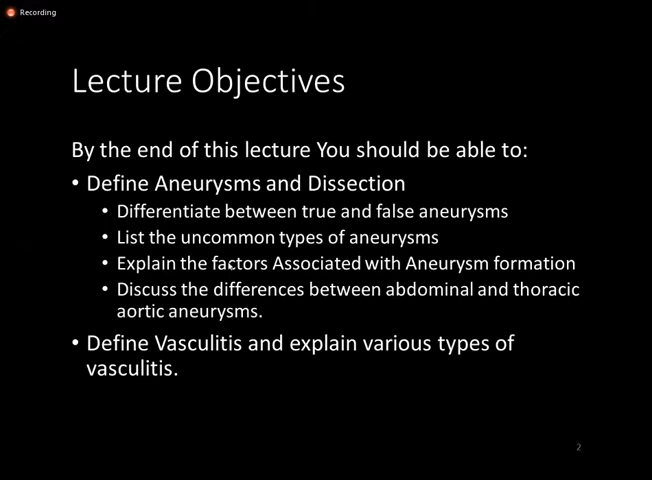 Recording
Lecture Objectives
By the end of this lecture You should be able to:
• Define Aneurysms and Dissection
• Differentiate between true and false aneurysms
• List the uncommon types of aneurysms
• Explain the factors Associated with Aneurysm formation
• Discuss the differences between abdominal and thoracic
aortic aneurysms.
• Define Vasculitis and explain various types of
vasculitis.
2